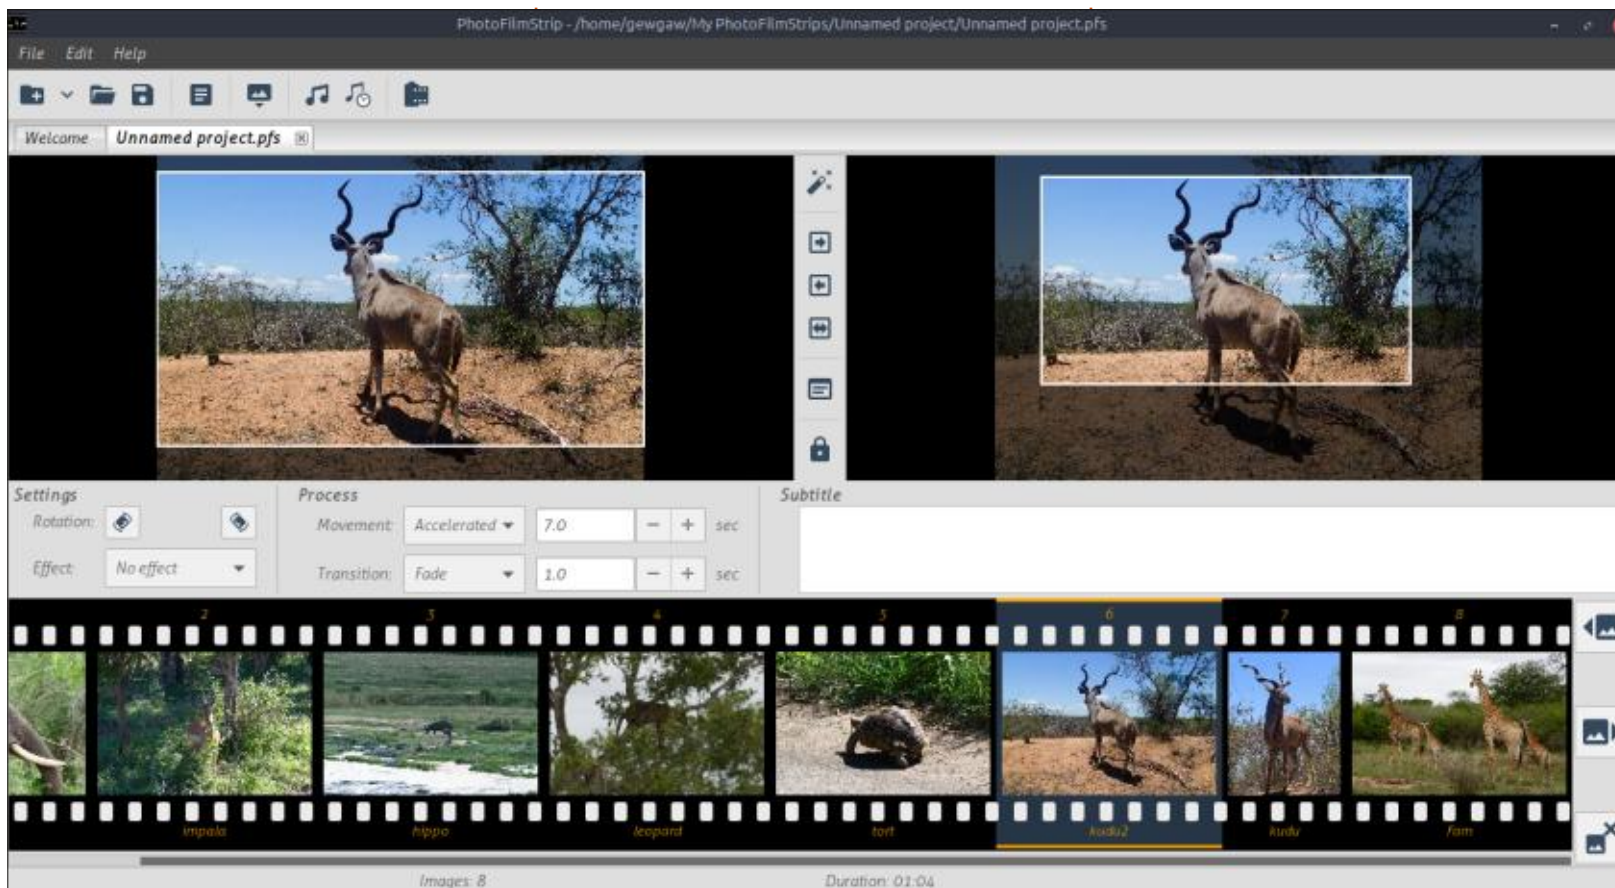 PhotoFilmStrip - /home/gewgaw/My PhotoFilmStrips/Unnamed project/Unnamed project.pfs
File Edit Help
Welcome Unnamed project.pfs
Settings Process Subtitle
Rotation: Movement: Accelerated 7.0 sec
Effect: No effect Transition: Fade 1.0 sec
2 3 4 5 6 7 8
impala hippo leopard tort kudu2 kudu fam
Images: 8 Duration: 01:04